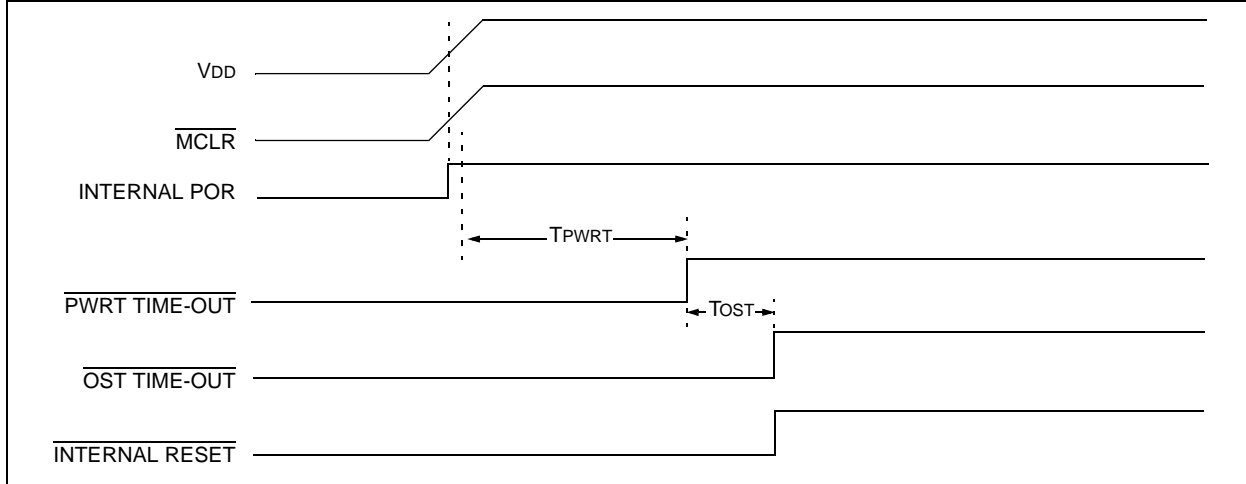 VDD
MCLR
INTERNAL POR
TPWRT
PWRT TIME-OUT
TOST
OST TIME-OUT
INTERNAL RESET